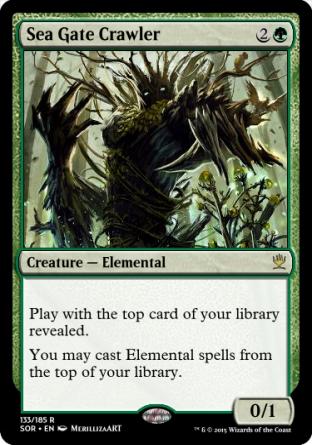 Sea Gate Crawler 2
Creature — Elemental
Play with the top card of your library
revealed.
You may cast Elemental spells from
the top of your library.
0/1
133/185 R
SOR • EN MerillizaART
™ & © 2015 Wizards of the Coast